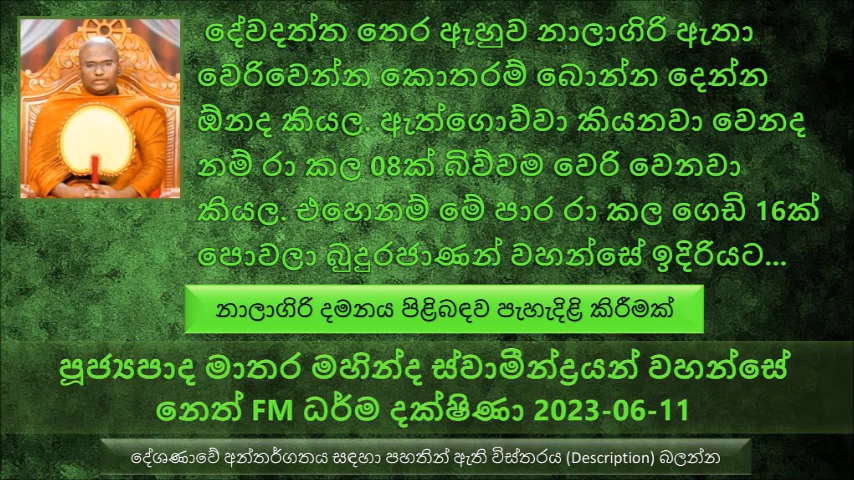 දේවදත්ත තෙර ඇහුව නාලාගිරි ඇතා
වෙරිවෙන්න කොතරම් බොන්න දෙන්න
ඕනද කියල. ඇත්ගොව්වා කියනවා වෙනද
නම් රා කල 08ක් බිව්වම වෙරි වෙනවා
කියල. එහෙනම් මේ පාර රා කල ගෙඩි 16ක්
පොවලා බුදුරජාණන් වහන්සේ ඉදිරියට...
නාලාගිරි දමනය පිළිබඳව පැහැදිළි කිරීමක්
පූජ්‍යපාද මාතර මහින්ද ස්වාමීන්ද්‍රයන් වහන්සේ
නෙත් FM ධර්ම දක්ෂිණා 2023-06-11
දේශණාවේ අන්තර්ගතය සඳහා පහතින් ඇති විස්තරය (Description) බලන්න